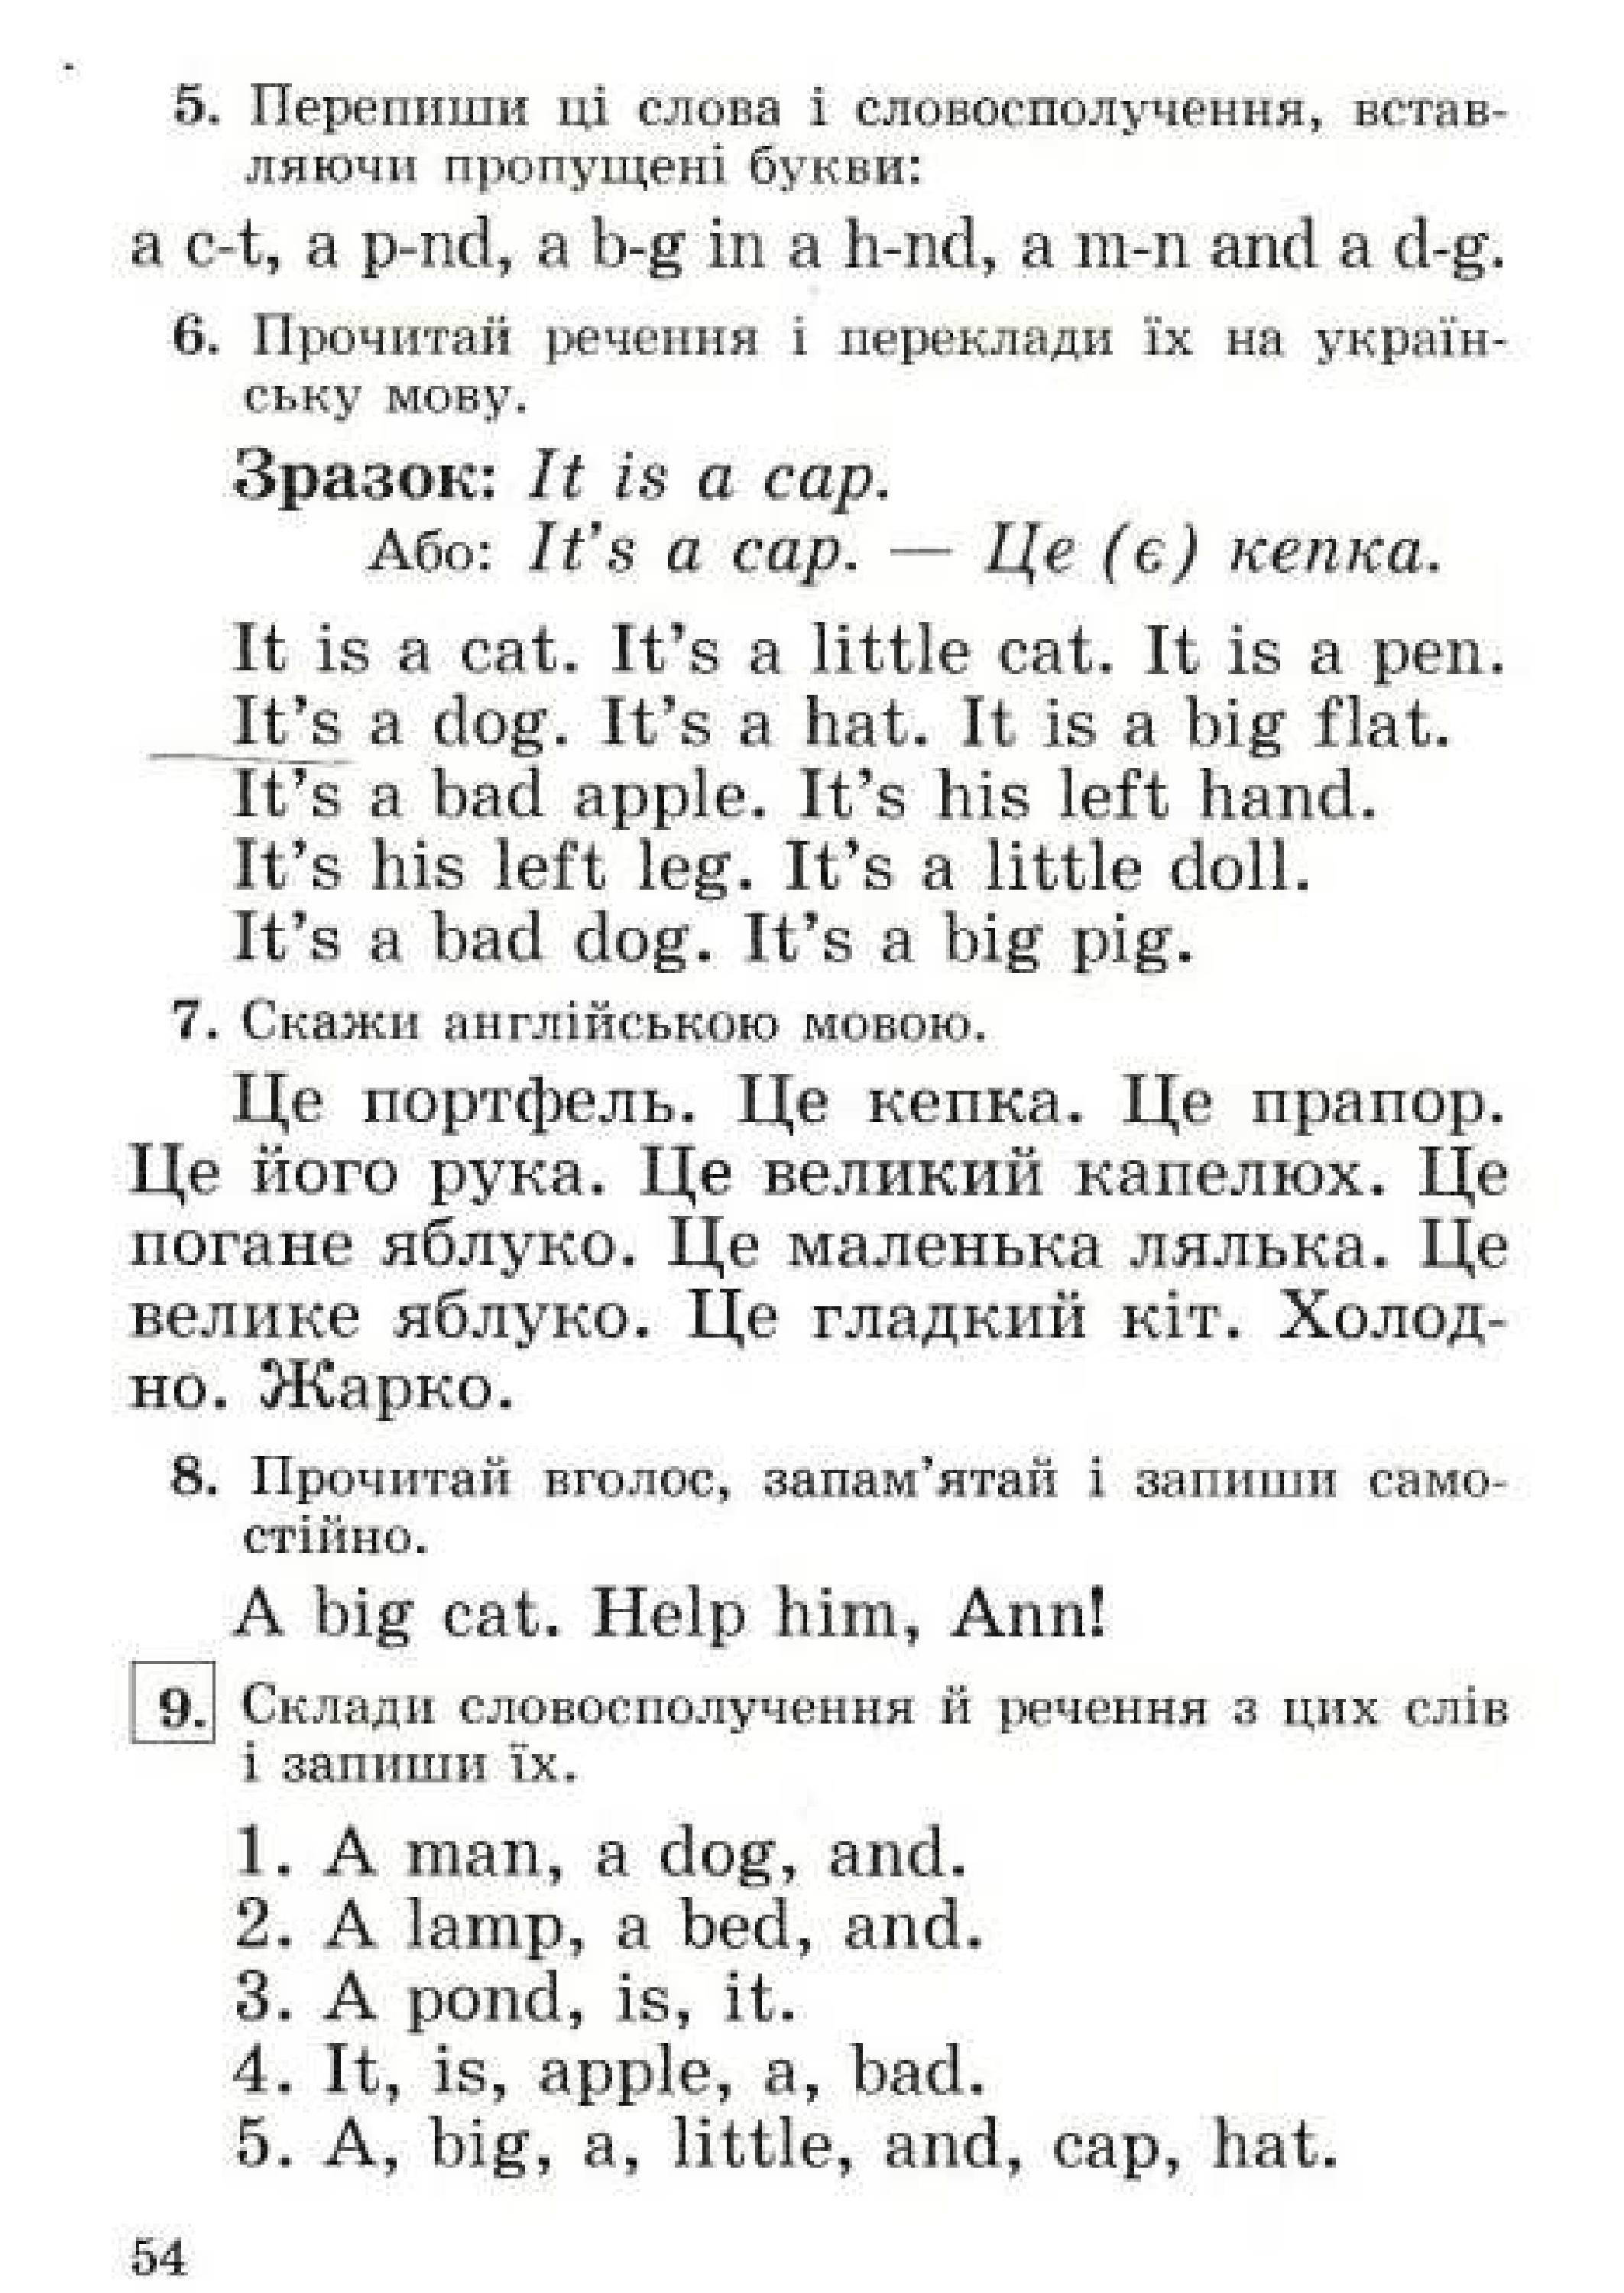 5. Перепиши ці слова і словосполучення, встав-
ляючи пропущені букви:
a c-t, a p-nd, a b-g in a h-nd, a m-n and a d-g.
6. Прочитай речення і переклади їх на україн-
ську мову.
Зразок: It is a cap.
Або: It's a cap. — Це (є) кепка.
It is a cat. It's a little cat. It is a pen.
It's a dog. It's a hat. It is a big flat.
It's a bad apple. It's his left hand.
It's his left leg. It's a little doll.
It's a bad dog. It's a big pig.
7. Скажи англійською мовою.
Це портфель. Це кепка. Це прапор.
Це його рука. Це великий капелюх. Це
погане яблуко. Це маленька лялька. Це
велике яблуко. Це гладкий кіт. Холод-
но. Жарко.
8. Прочитай вголос, запам'ятай і запиши само-
стійно.
A big cat. Help him, Ann!
9. Склади словосполучення й речення з цих слів
і запиши їх.
1. A man, a dog, and.
2. A lamp, a bed, and.
3. A pond, is, it.
4. It, is, apple, a, bad.
5. A, big, a, little, and, cap, hat.
54